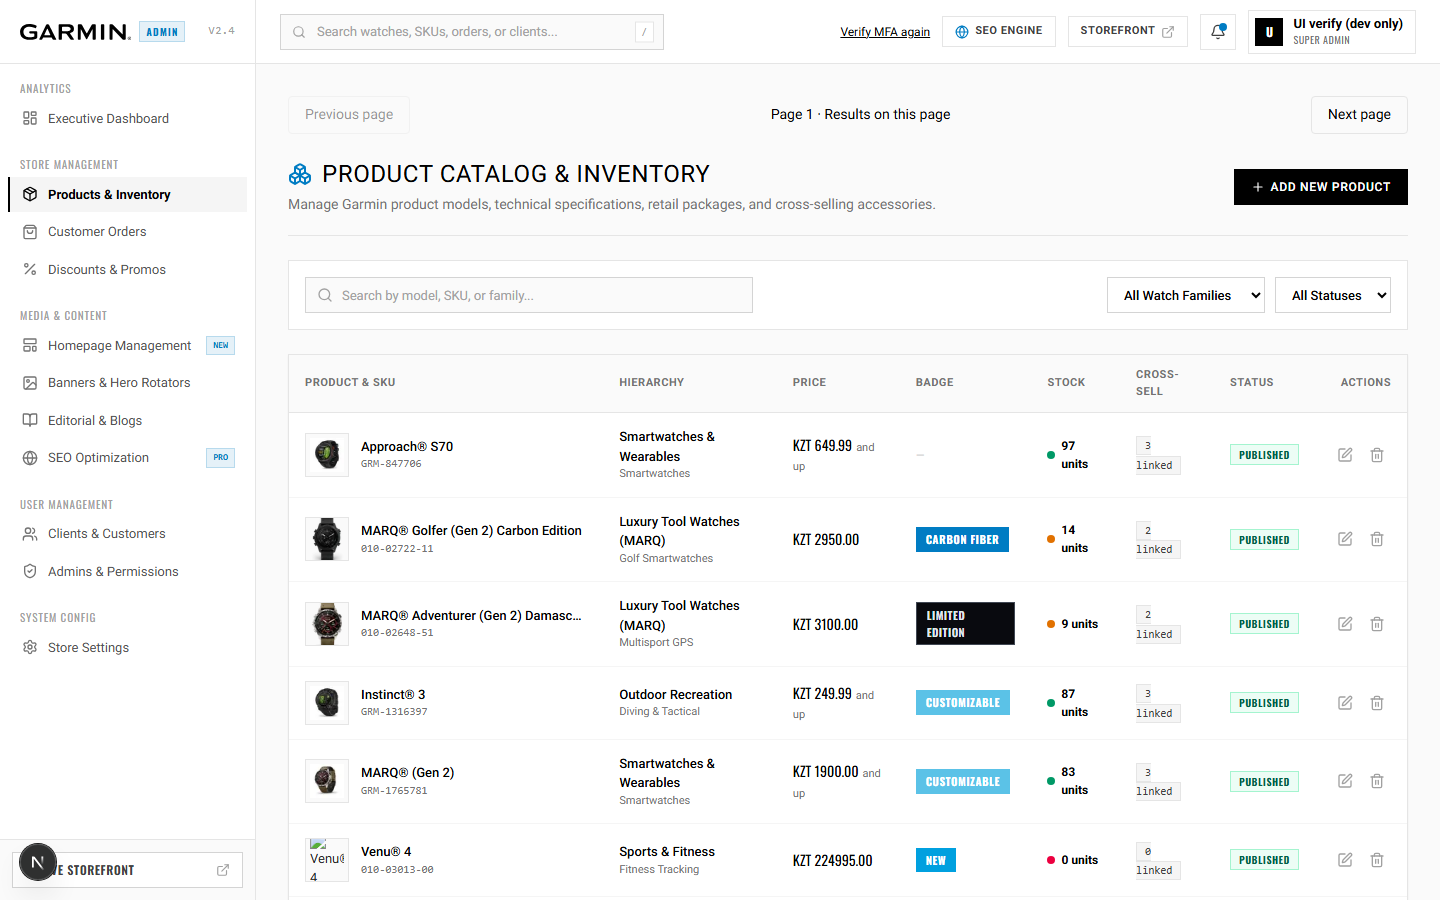 GARMIN. ADMIN V2.4
Search watches, SKUs, orders, or clients... /
Verify MFA again
SEO ENGINE
STOREFRONT
U
UI verify (dev only)
SUPER ADMIN
ANALYTICS
Executive Dashboard
STORE MANAGEMENT
Products & Inventory
Customer Orders
Discounts & Promos
MEDIA & CONTENT
Homepage Management NEW
Banners & Hero Rotators
Editorial & Blogs
SEO Optimization PRO
USER MANAGEMENT
Clients & Customers
Admins & Permissions
SYSTEM CONFIG
Store Settings
N
STOREFRONT
Previous page
Page 1 · Results on this page
Next page
PRODUCT CATALOG & INVENTORY
Manage Garmin product models, technical specifications, retail packages, and cross-selling accessories.
+ ADD NEW PRODUCT
Search by model, SKU, or family...
All Watch Families
All Statuses
PRODUCT & SKU HIERARCHY PRICE BADGE STOCK CROSS-
SELL STATUS ACTIONS
Approach® S70
GRM-847706
Smartwatches &
Wearables
Smartwatches
KZT 649.99 and
up
—
97
units
3
linked
PUBLISHED
MARQ® Golfer (Gen 2) Carbon Edition
010-02722-11
Luxury Tool Watches
(MARQ)
Golf Smartwatches
KZT 2950.00
CARBON FIBER
14
units
2
linked
PUBLISHED
MARQ® Adventurer (Gen 2) Damasc...
010-02648-51
Luxury Tool Watches
(MARQ)
Multisport GPS
KZT 3100.00
LIMITED
EDITION
9 units
2
linked
PUBLISHED
Instinct® 3
GRM-1316397
Outdoor Recreation
Diving & Tactical
KZT 249.99 and
up
CUSTOMIZABLE
87
units
3
linked
PUBLISHED
MARQ® (Gen 2)
GRM-1765781
Smartwatches &
Wearables
Smartwatches
KZT 1900.00 and
up
CUSTOMIZABLE
83
units
3
linked
PUBLISHED
Venu®
4
Venu® 4
010-03013-00
Sports & Fitness
Fitness Tracking
KZT 224995.00
NEW
0 units
0
linked
PUBLISHED